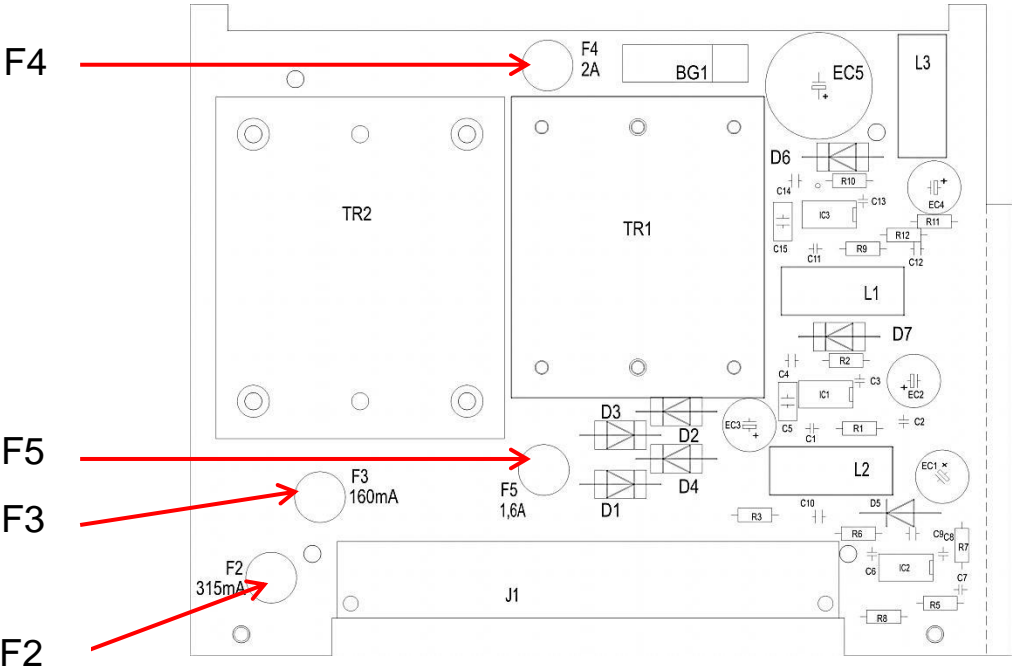 F4
F4
2A
BG1
EC5
L3
D6
C14
R10
C13
EC4
TR2
TR1
IC3
R11
R12
C15
C11
R9
C12
L1
D7
C4
R2
C3
IC1
EC2
D3
D2
EC3
C5
C1
R1
C2
F5
F3
160mA
F5
1,6A
D4
D1
L2
EC1
F3
R3
C10
D5
R6
C9
C8
R7
F2
315mA
J1
C6
IC2
C7
R5
R8
F2